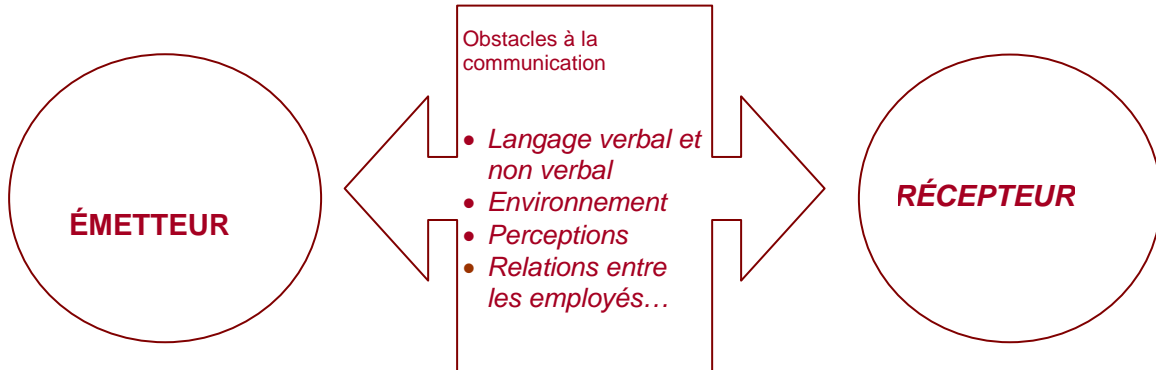 Obstacles à la
communication
• Langage verbal et
non verbal
• Environnement
• Perceptions
• Relations entre
les employés…
ÉMETTEUR
RÉCEPTEUR